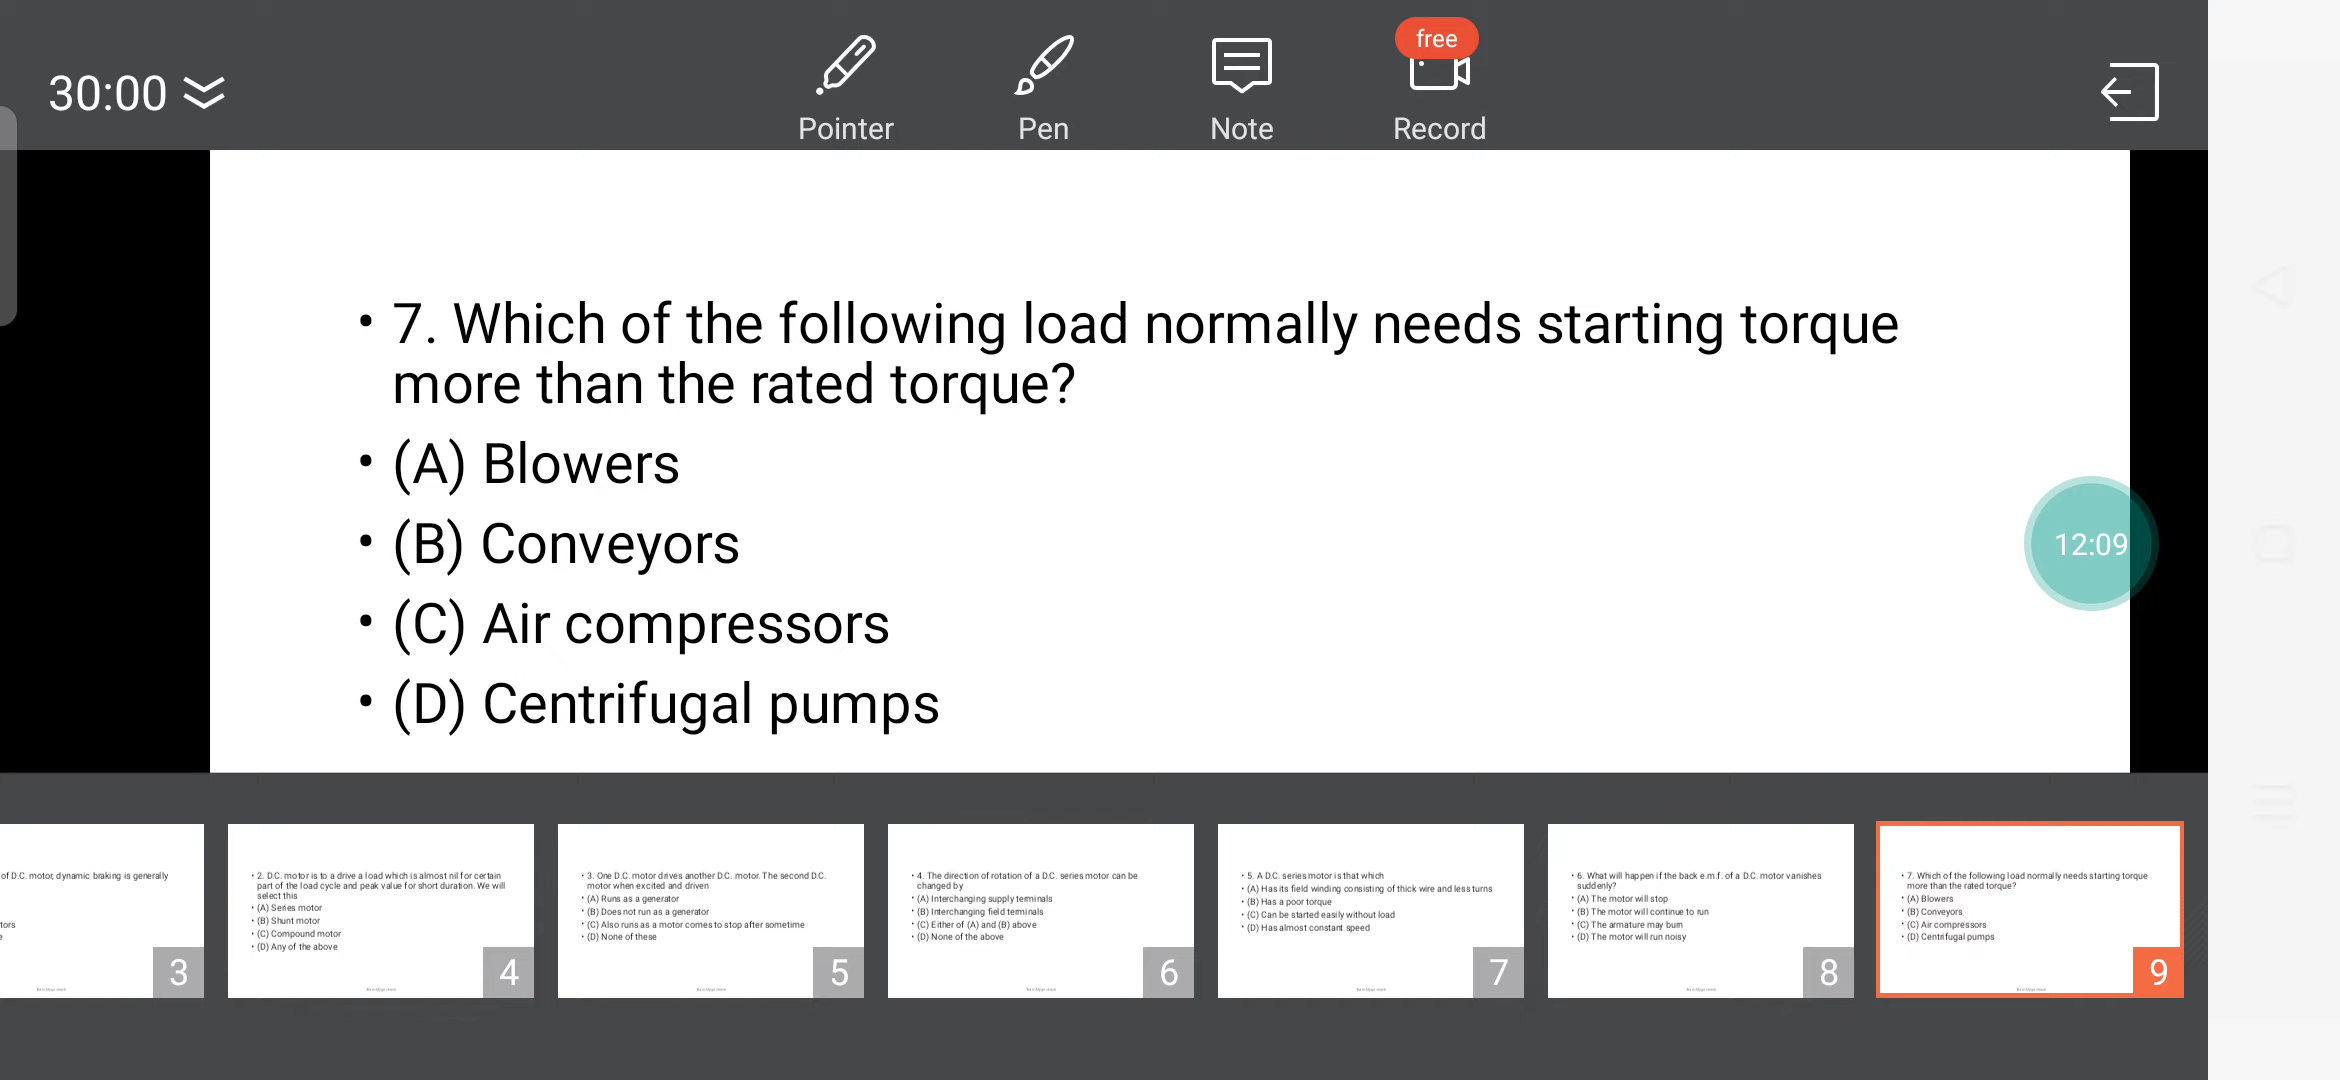 30:00
Pointer
Pen
Note
free
Record
• 7. Which of the following load normally needs starting torque
more than the rated torque?
• (A) Blowers
• (B) Conveyors
• (C) Air compressors
• (D) Centrifugal pumps
12:09
of D.C. motor, dynamic braking is generally
tors
3
• 2. D.C. motor is to a drive a load which is almost nil for certain
part of the load cycle and peak value for short duration. We will
select this
• (A) Series motor
• (B) Shunt motor
• (C) Compound motor
• (D) Any of the above
4
• 3. One D.C. motor drives another D.C. motor. The second D.C.
motor when excited and driven
• (A) Runs as a generator
• (B) Does not run as a generator
• (C) Also runs as a motor comes to stop after sometime
• (D) None of these
5
• 4. The direction of rotation of a D.C. series motor can be
changed by
• (A) Interchanging supply terminals
• (B) Interchanging field terminals
• (C) Either of (A) and (B) above
• (D) None of the above
6
• 5. A D.C. series motor is that which
• (A) Has its field winding consisting of thick wire and less turns
• (B) Has a poor torque
• (C) Can be started easily without load
• (D) Has almost constant speed
7
• 6. What will happen if the back e.m.f. of a D.C. motor vanishes
suddenly?
• (A) The motor will stop
• (B) The motor will continue to run
• (C) The armature may burn
• (D) The motor will run noisy
8
• 7. Which of the following load normally needs starting torque
more than the rated torque?
• (A) Blowers
• (B) Conveyors
• (C) Air compressors
• (D) Centrifugal pumps
9